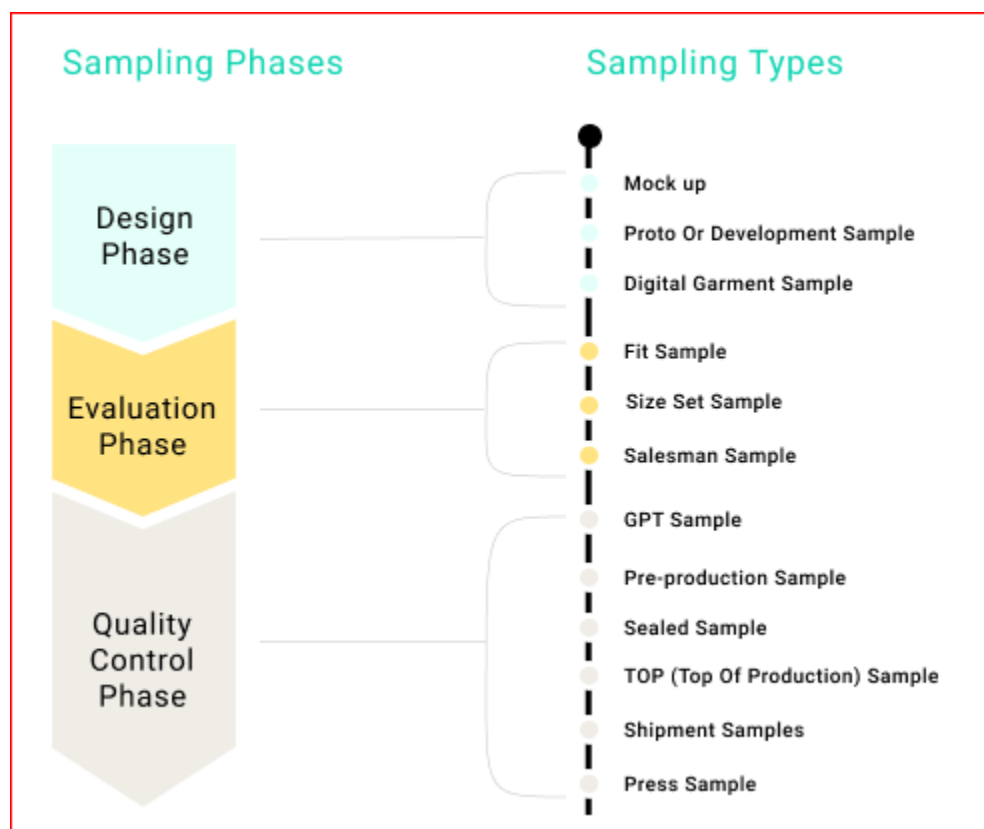 Sampling Phases
Sampling Types
Design
Phase
Mock up
Proto Or Development Sample
Digital Garment Sample
Evaluation
Phase
Fit Sample
Size Set Sample
Salesman Sample
Quality
Control
Phase
GPT Sample
Pre-production Sample
Sealed Sample
TOP (Top Of Production) Sample
Shipment Samples
Press Sample